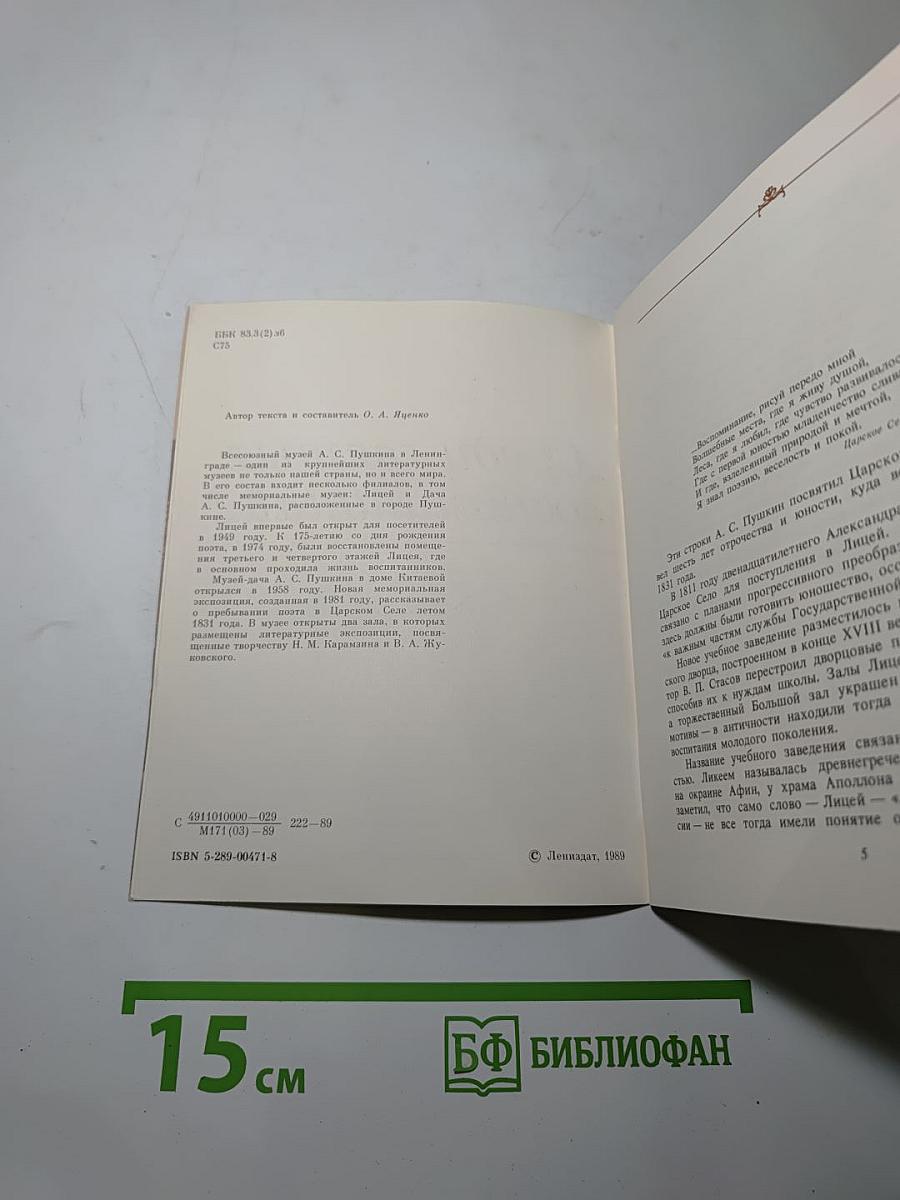 ББК 83.3(2)л6
С75
Автор текста и составитель О. А. Яценко
Всесоюзный музей А. С. Пушкина в Ленин-
граде — один из крупнейших литературных
музеев не только нашей страны, но и всего мира.
В его состав входит несколько филиалов, в том
числе мемориальные музеи: Лицей и Дача
А. С. Пушкина, расположенные в городе Пуш-
кине.
Лицей впервые был открыт для посетителей
в 1949 году. К 175-летию со дня рождения
поэта, в 1974 году, были восстановлены помеще-
ния третьего и четвертого этажей Лицея, где
в основном проходила жизнь воспитанников.
Музей-дача А. С. Пушкина в доме Китаевой
открылся в 1958 году. Новая мемориальная
экспозиция, созданная в 1981 году, рассказывает
о пребывании поэта в Царском Селе летом
1831 года. В музее открыты два зала, в которых
размещены литературные экспозиции, посвя-
щенные творчеству Н. М. Карамзина и В. А. Жу-
ковского.
С 4911010000—029 222—89
М171(03)—89
ISBN 5-289-00471-8
© Лениздат, 1989
...Воспоминание, рисуй передо мной
Волшебные места, где я живу душой,
Леса, где я любил, где чувство развивалос
Где с первой юностью младенчество слива
И где, взлелеянный природой и мечтой,
Я знал поэзию, веселость и покой.
Царское Се
Эти строки А. С. Пушкин посвятил Царско
вел шесть лет отрочества и юности, куда
1831 года.
В 1811 году двенадцатилетнего Александра
Царское Село для поступления в Лицей.
связано с планами прогрессивного преобраз
здесь должны были готовить юношество, осо
«к важным частям службы Государственной
Новое учебное заведение разместилось
ского дворца, построенном в конце XVIII ве
тор В. П. Стасов перестроил дворцовые п
способив их к нуждам школы. Залы Лице
а торжественный Большой зал украшен
мотивы — в античности находили тогда
воспитания молодого поколения.
Название учебного заведения связан
стью. Ликеем называлась древнегрече
на окраине Афин, у храма Аполлона
заметил, что само слово — Лицей — «
сии — не все тогда имели понятие о
5
15 см
БФ БИБЛИОФАН